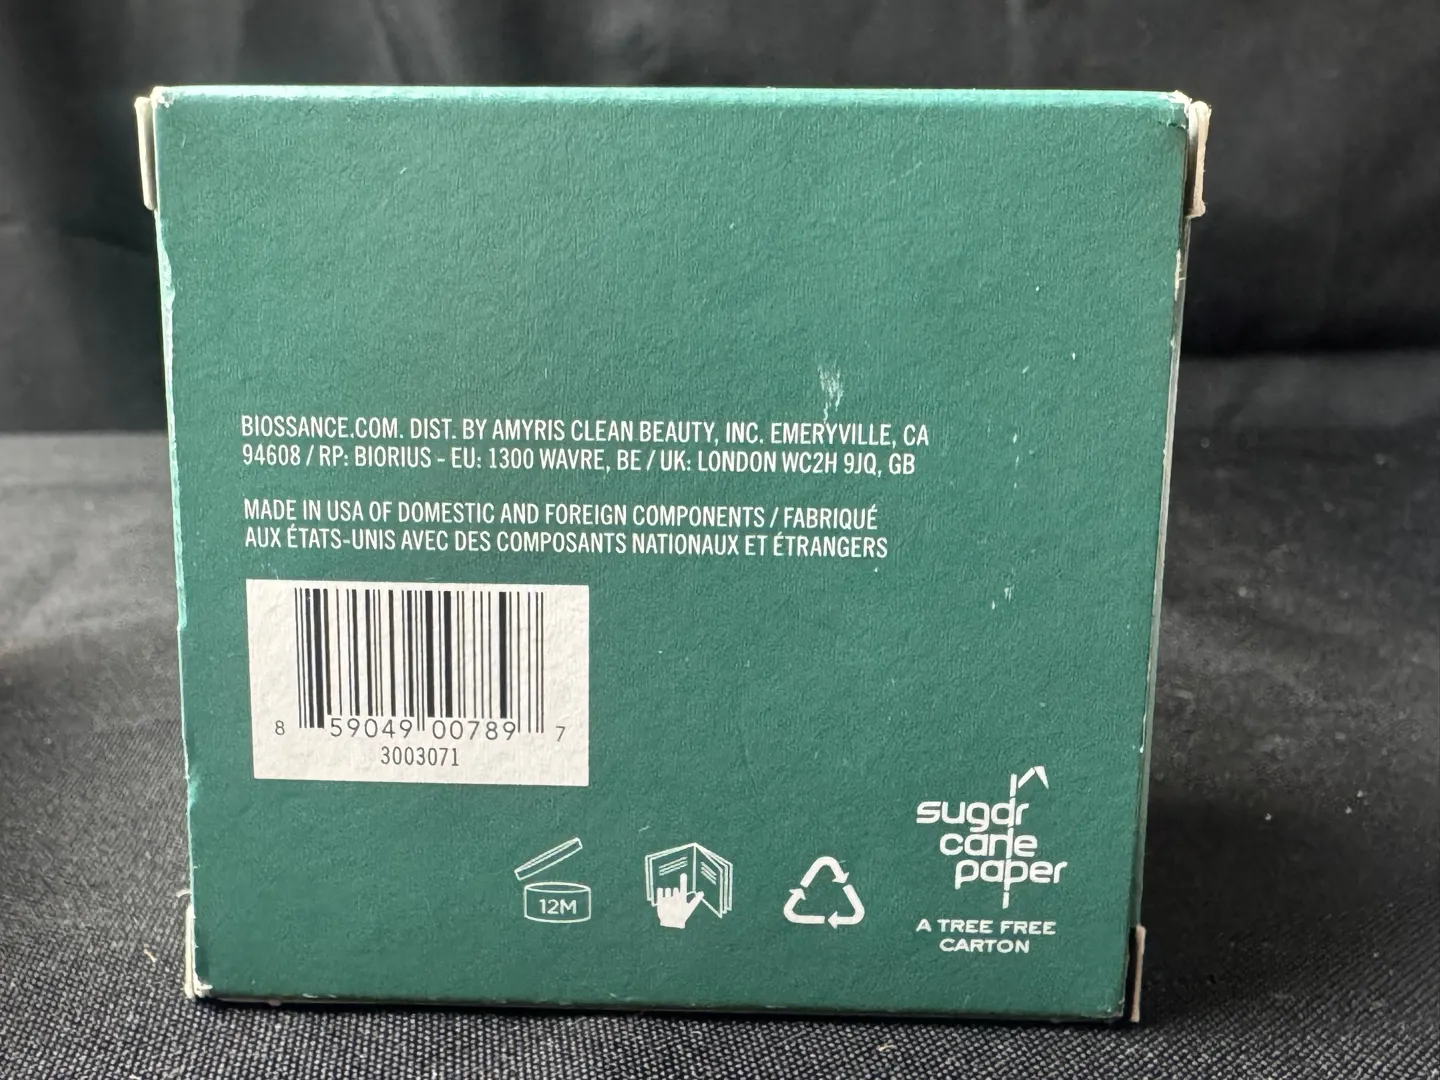 BIOSSANCE.COM. DIST. BY AMYRIS CLEAN BEAUTY, INC. EMERYVILLE, CA
94608 / RP: BIORIUS - EU: 1300 WAVRE, BE / UK: LONDON WC2H 9JQ, GB
MADE IN USA OF DOMESTIC AND FOREIGN COMPONENTS / FABRIQUÉ
AUX ÉTATS-UNIS AVEC DES COMPOSANTS NATIONAUX ET ÉTRANGERS
8 59049 00789 7
3003071
12M
sugar
cane
paper
A TREE FREE
CARTON